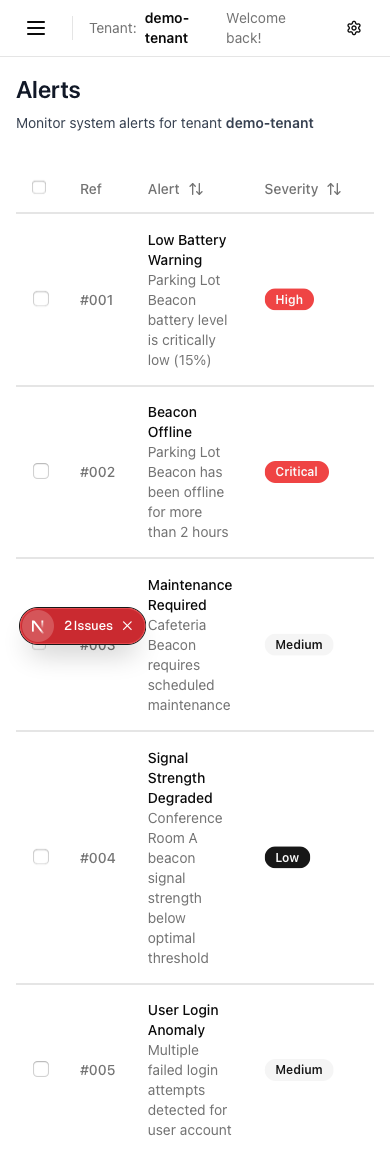 Tenant: demo-tenant Welcome back!
Alerts
Monitor system alerts for tenant demo-tenant
Ref Alert Severity
#001
Low Battery
Warning
Parking Lot
Beacon
battery level
is critically
low (15%)
High
#002
Beacon
Offline
Parking Lot
Beacon has
been offline
for more
than 2 hours
Critical
2 Issues
#003
Maintenance
Required
Cafeteria
Beacon
requires
scheduled
maintenance
Medium
#004
Signal
Strength
Degraded
Conference
Room A
beacon
signal
strength
below
optimal
threshold
Low
#005
User Login
Anomaly
Multiple
failed login
attempts
detected for
user account
Medium